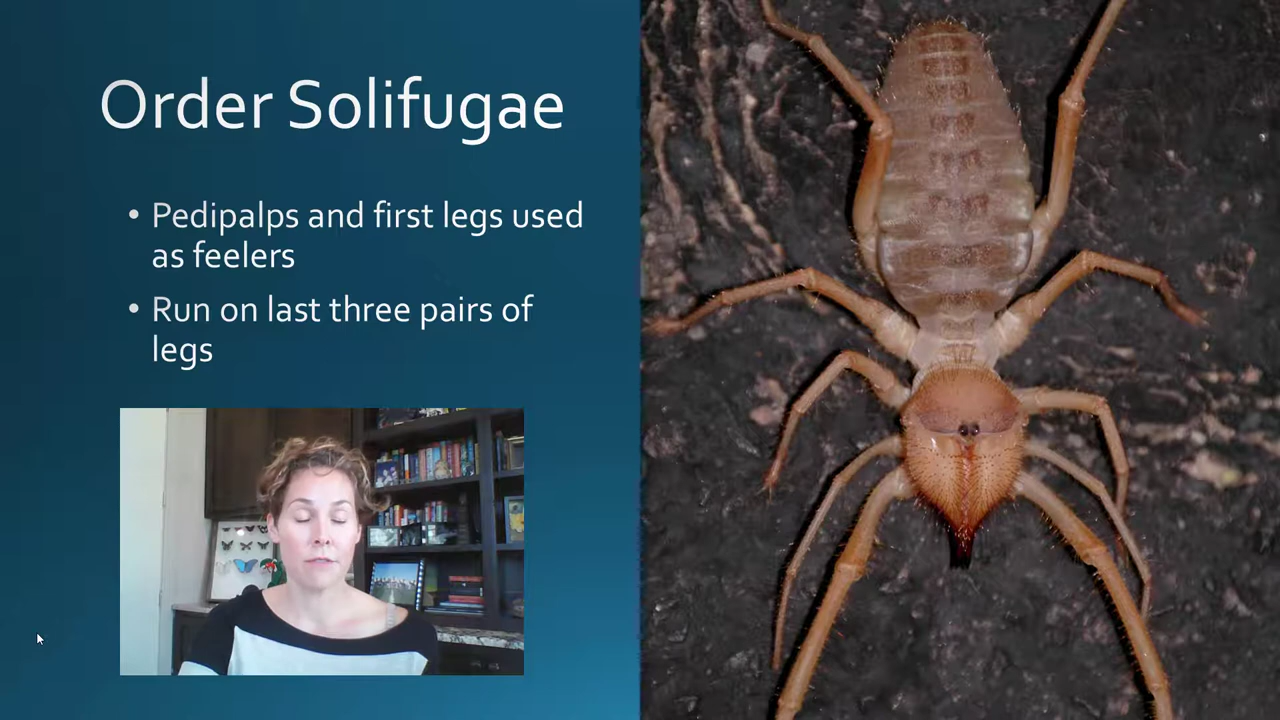 Order Solifugae
• Pedipalps and first legs used
as feelers
• Run on last three pairs of
legs